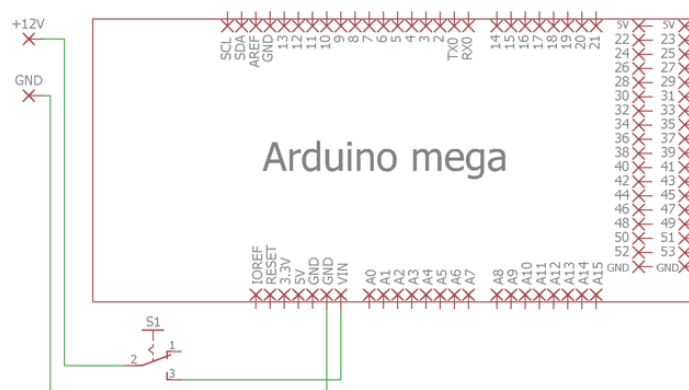 +12V
GND
SCL
SDA
AREF
GND
13
12
11
10
9
8
7
6
5
4
3
2
TX0
RX0
14
15
16
17
18
19
20
21
5V 5V
22 23
24 25
26 27
28 29
30 31
32 33
34 35
36 37
38 39
40 41
42 43
44 45
46 47
48 49
50 51
52 53
GND GND
Arduino mega
IOREF
RESET
3.3V
5V
GND
GND
VIN
A0
A1
A2
A3
A4
A5
A6
A7
A8
A9
A10
A11
A12
A13
A14
A15
S1
1
2
3